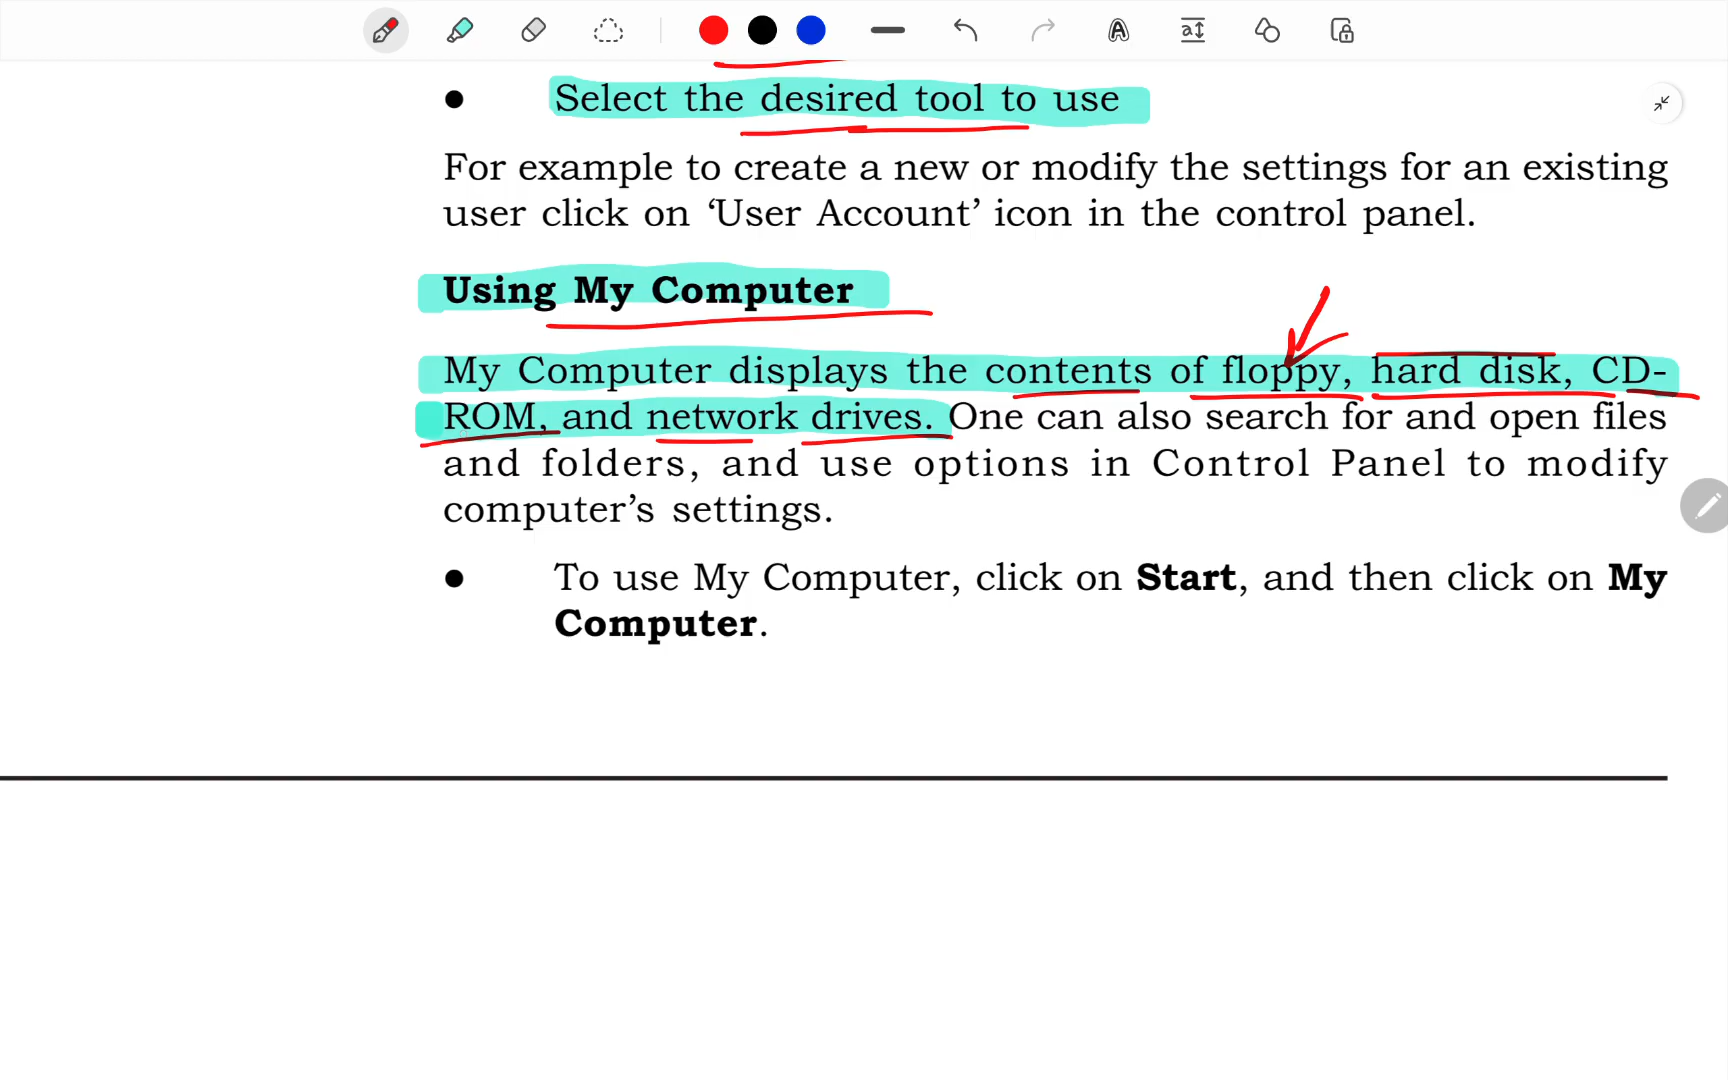 ● Select the desired tool to use
For example to create a new or modify the settings for an existing
user click on ‘User Account’ icon in the control panel.
Using My Computer
My Computer displays the contents of floppy, hard disk, CD-
ROM, and network drives. One can also search for and open files
and folders, and use options in Control Panel to modify
computer’s settings.
● To use My Computer, click on Start, and then click on My
Computer.